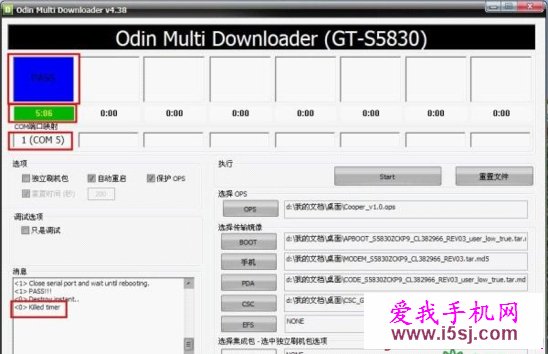 Odin Multi Downloader v4.38
Odin Multi Downloader (GT-S5830)
PASS
5:06 0:00 0:00 0:00 0:00 0:00 0:00 0:00
COM端口映射
1 (COM 5)
选项
独立刷机包 自动重启 保护 OPS
重置时间 (秒) 200
调试选项
只是调试
消息
<1> Close serial port and wait until rebooting.
<1> PASS!!!
<0> Destroy instant..
<0> Killed timer
执行
Start 重置文件
选择 OPS
OPS d:\我的文档\桌面\Cooper_v1.0.ops
选择传输镜像
BOOT d:\我的文档\桌面\APBOOT_S5830ZCKP9_CL382966_REV03_user_low_true.tar.m
手机 d:\我的文档\桌面\MODEM_S5830ZCKP9_CL382966_REV03.tar.md5
PDA d:\我的文档\桌面\CODE_S5830ZCKP9_CL382966_REV03_user_low_true.tar.md
CSC d:\我的文档\桌面\CSC_G
EFS NONE
选择集成包 - 选中独立刷机包选项
NONE
爱我手机网
www.i5sj.com